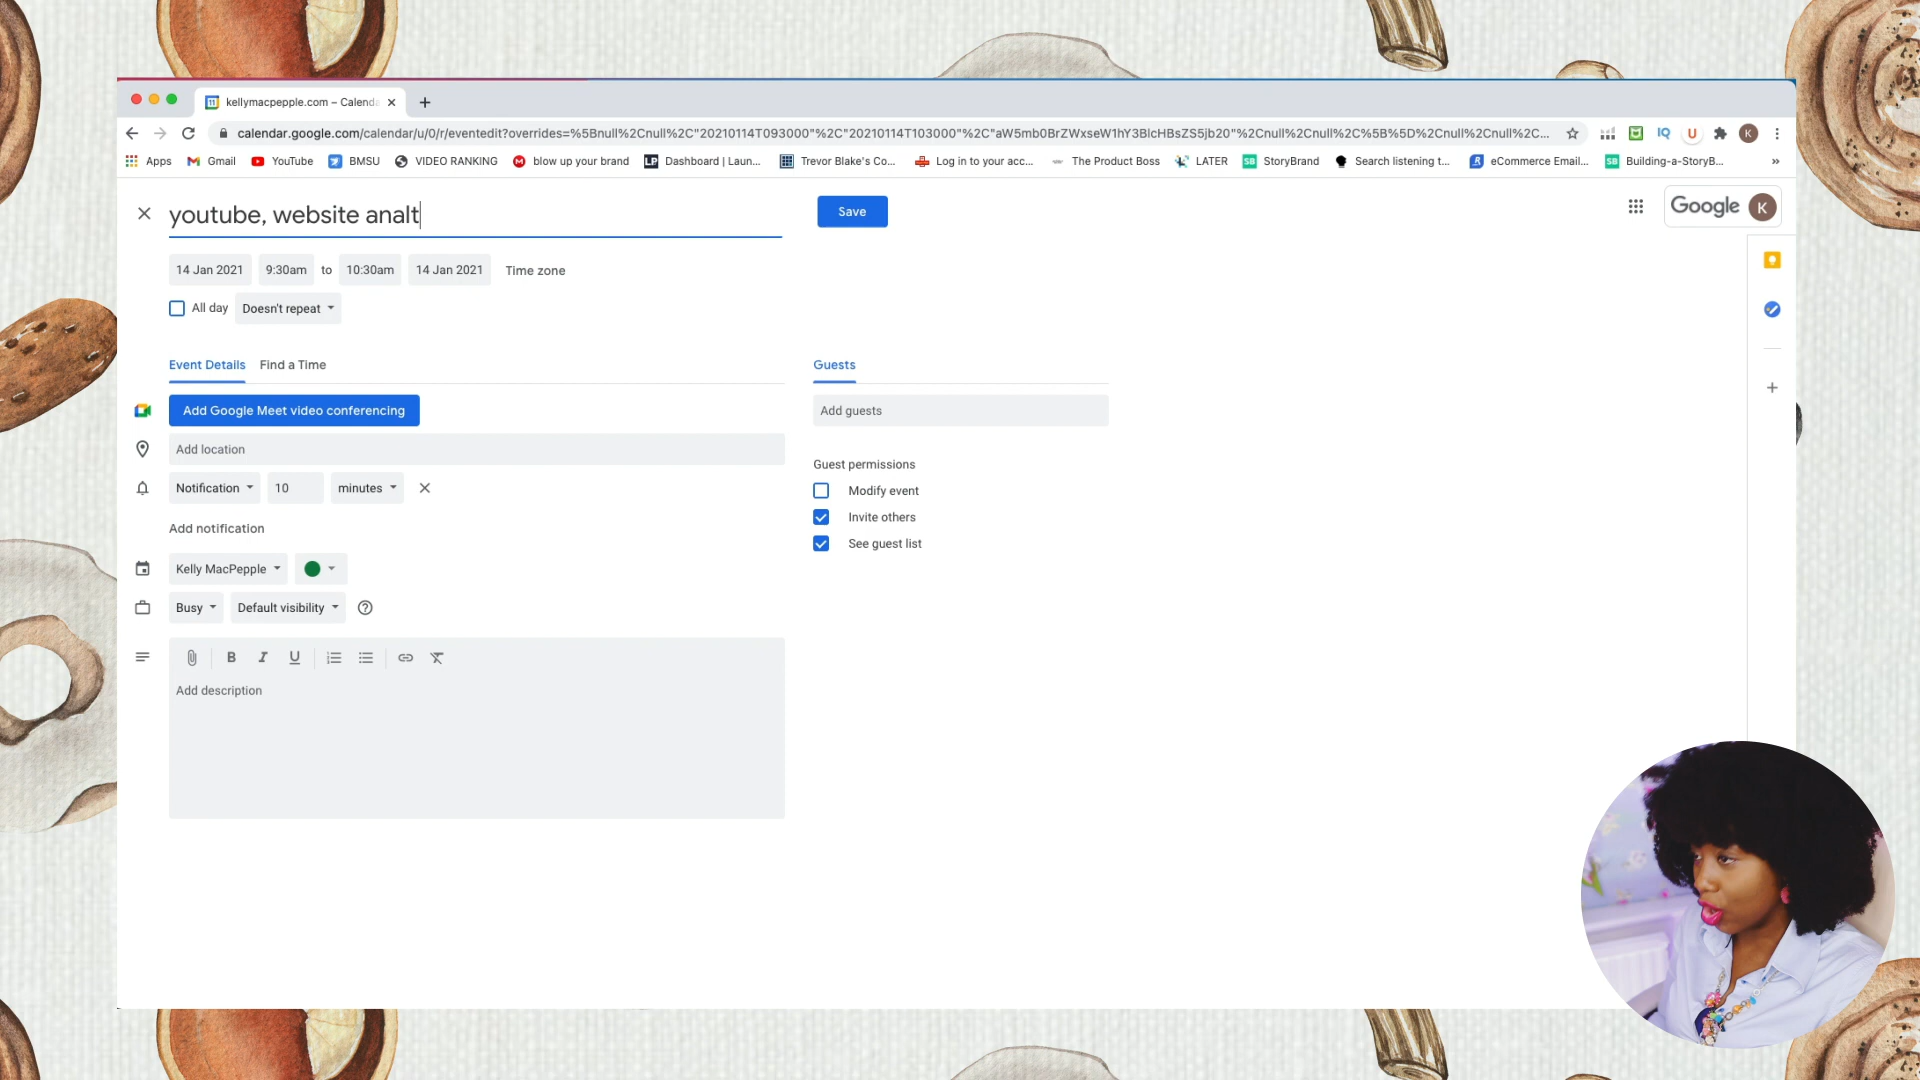 kellymacpepple.com – Calenda
calendar.google.com/calendar/u/0/r/eventedit?overrides=%5Bnull%2Cnull%2C"20210114T093000"%2C"20210114T103000"%2C"aW5mb0BrZWxseW1hY3BlcHBsZS5jb20"%2Cnull%2Cnull%2C%5B%5D%2Cnull%2Cnull%2C...
IQ U K
Apps Gmail YouTube BMSU VIDEO RANKING blow up your brand LP Dashboard | Laun... Trevor Blake's Co... Log in to your acc... The Product Boss LATER SB StoryBrand Search listening t... eCommerce Email... SB Building-a-StoryB... »
youtube, website analt
Save
Google K
14 Jan 2021 9:30am to 10:30am 14 Jan 2021 Time zone
All day Doesn't repeat
Event Details Find a Time
Guests
Add Google Meet video conferencing
Add guests
Add location
Guest permissions
Notification 10 minutes
Modify event
Invite others
Add notification
See guest list
Kelly MacPepple
Busy Default visibility
B I U
Add description